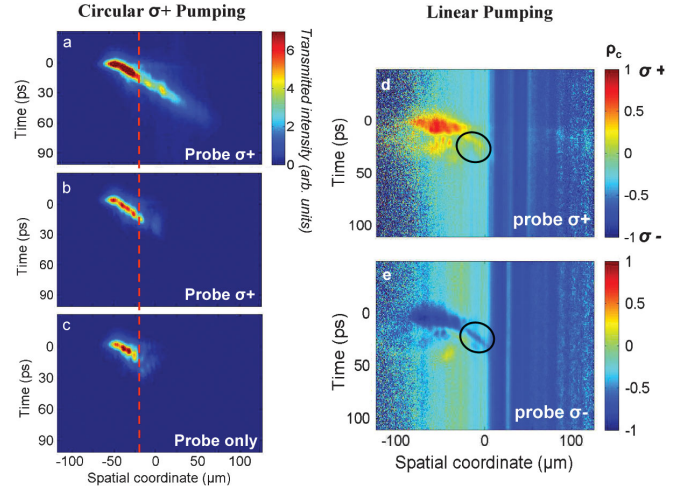 Circular σ+ Pumping
Linear Pumping
a
0
30
60
90
Time (ps)
Probe σ+
6
4
2
0
Transmitted intensity (arb. units)
b
0
30
60
90
Time (ps)
Probe σ+
c
0
30
60
90
Time (ps)
Probe only
-100 -50 0 50 100
Spatial coordinate (µm)
d
0
50
100
Time (ps)
probe σ+
ρc
1 σ +
0.5
0
-0.5
-1 σ -
e
0
50
100
Time (ps)
probe σ-
1
0.5
0
-0.5
-1
-100 0 100
Spatial coordinate (µm)